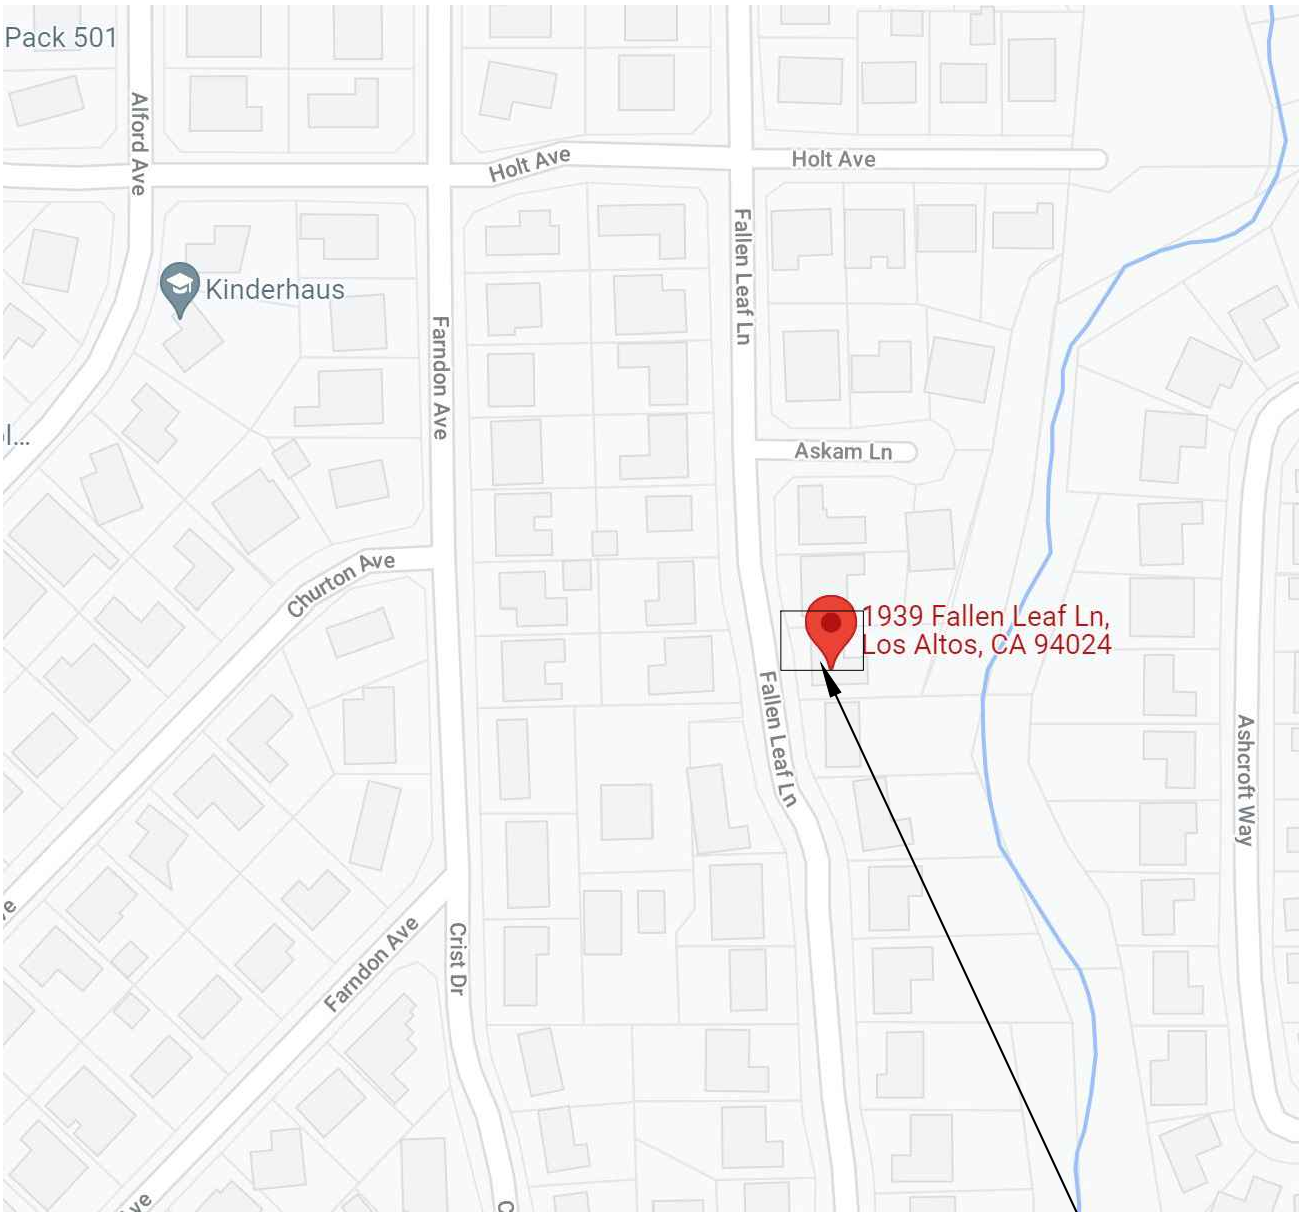 Pack 501
Alford Ave
Holt Ave
Holt Ave
Fallen Leaf Ln
Kinderhaus
Farndon Ave
l...
Askam Ln
Churton Ave
1939 Fallen Leaf Ln,
Los Altos, CA 94024
Fallen Leaf Ln
Ashcroft Way
Farndon Ave
Crist Dr